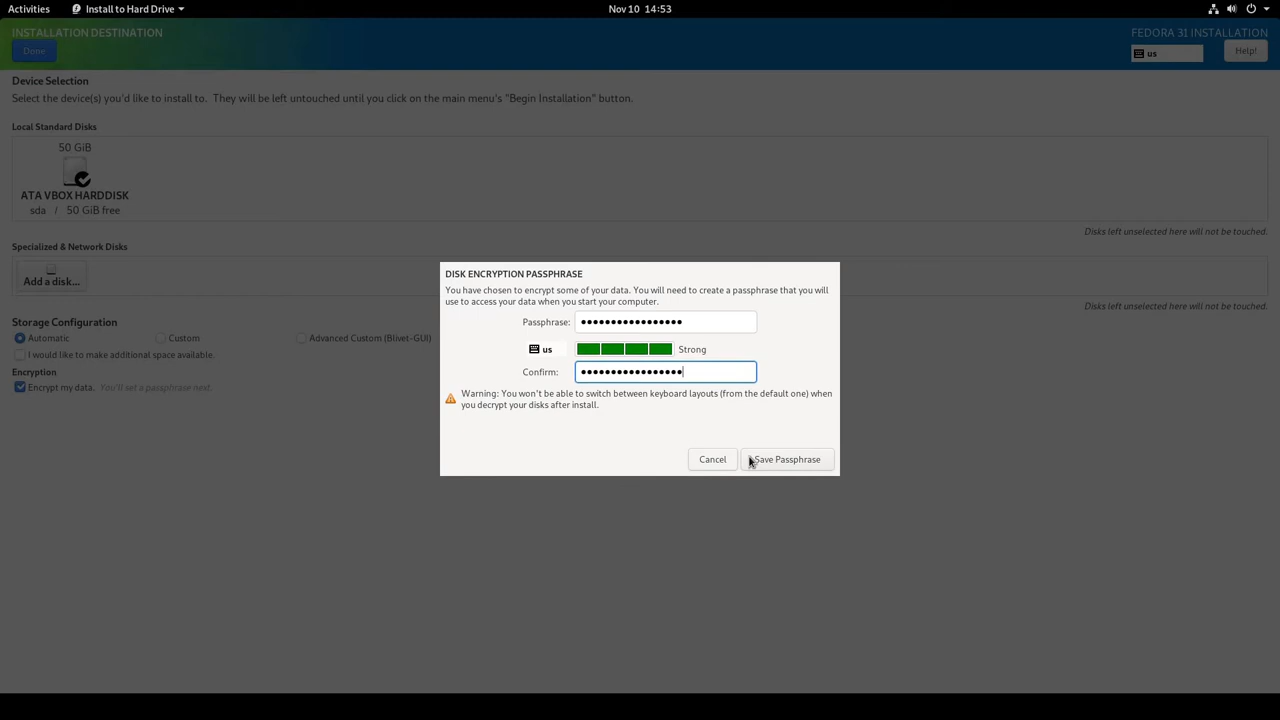 Activities
Install to Hard Drive
Nov 10 14:53
INSTALLATION DESTINATION
FEDORA 31 INSTALLATION
Done
us
Help!
Device Selection
Select the device(s) you'd like to install to. They will be left untouched until you click on the main menu's "Begin Installation" button.
Local Standard Disks
50 GiB
ATA VBOX HARDDISK
sda / 50 GiB free
Disks left unselected here will not be touched.
Specialized & Network Disks
Add a disk...
Disks left unselected here will not be touched.
Storage Configuration
Automatic
Custom
Advanced Custom (Blivet-GUI)
I would like to make additional space available.
Encryption
Encrypt my data. You'll set a passphrase next.
DISK ENCRYPTION PASSPHRASE
You have chosen to encrypt some of your data. You will need to create a passphrase that you will
use to access your data when you start your computer.
Passphrase: •••••••••••••••••
us
Strong
Confirm: •••••••••••••••••
Warning: You won't be able to switch between keyboard layouts (from the default one) when
you decrypt your disks after install.
Cancel
Save Passphrase